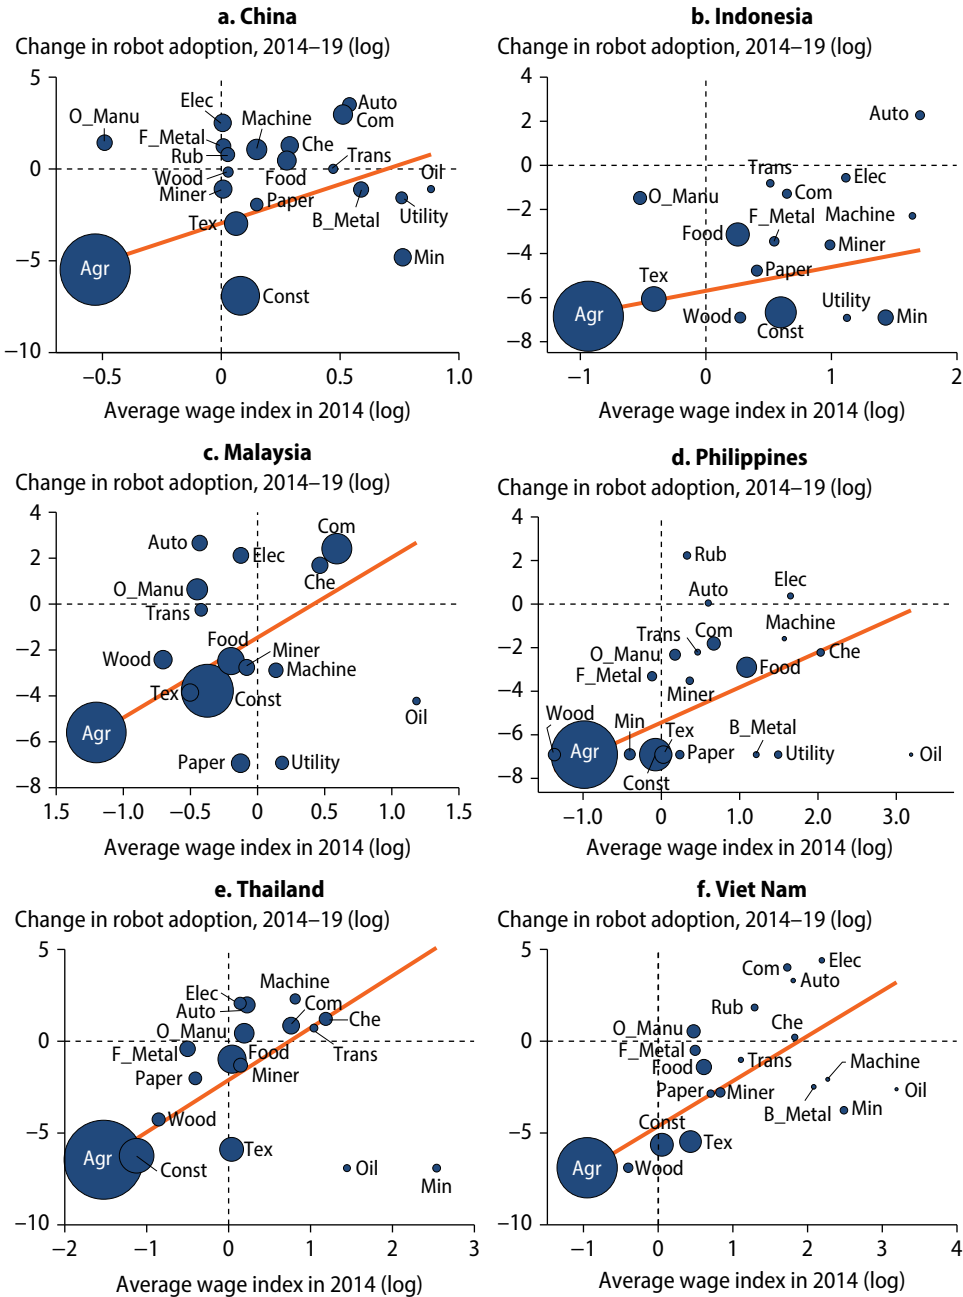 a. China
Change in robot adoption, 2014–19 (log)
5
0
−5
−10
−0.5
0
0.5
1.0
O_Manu
Elec
F_Metal
Rub
Wood
Miner
Machine
Auto
Com
Che
Food
Trans
Paper
Oil
B_Metal
Utility
Tex
Min
Agr
Const
Average wage index in 2014 (log)
b. Indonesia
Change in robot adoption, 2014–19 (log)
4
2
0
−2
−4
−6
−8
−1
0
1
2
Auto
Trans
Elec
O_Manu
Com
F_Metal
Machine
Food
Miner
Paper
Tex
Utility
Agr
Wood
Const
Min
Average wage index in 2014 (log)
c. Malaysia
Change in robot adoption, 2014–19 (log)
4
2
0
−2
−4
−6
−8
1.5
−1.0
−0.5
0
0.5
1.0
1.5
Com
Auto
Elec
Che
O_Manu
Trans
Food
Miner
Wood
Machine
Tex
Const
Oil
Agr
Paper
Utility
Average wage index in 2014 (log)
d. Philippines
Change in robot adoption, 2014–19 (log)
4
2
0
−2
−4
−6
−8
−1.0
0
1.0
2.0
3.0
Rub
Auto
Elec
Machine
Trans
Com
O_Manu
Che
Food
F_Metal
Miner
Wood
Min
Tex
B_Metal
Agr
Paper
Utility
Oil
Const
Average wage index in 2014 (log)
e. Thailand
Change in robot adoption, 2014–19 (log)
5
0
−5
−10
−2
−1
0
1
2
3
Machine
Elec
Auto
Com
Che
O_Manu
Trans
F_Metal
Food
Miner
Paper
Wood
Tex
Agr
Const
Oil
Min
Average wage index in 2014 (log)
f. Viet Nam
Change in robot adoption, 2014–19 (log)
5
0
−5
−10
−1
0
1
2
3
4
Com
Elec
Auto
Rub
O_Manu
Che
F_Metal
Food
Trans
Machine
Paper
Miner
B_Metal
Oil
Min
Const
Tex
Agr
Wood
Average wage index in 2014 (log)